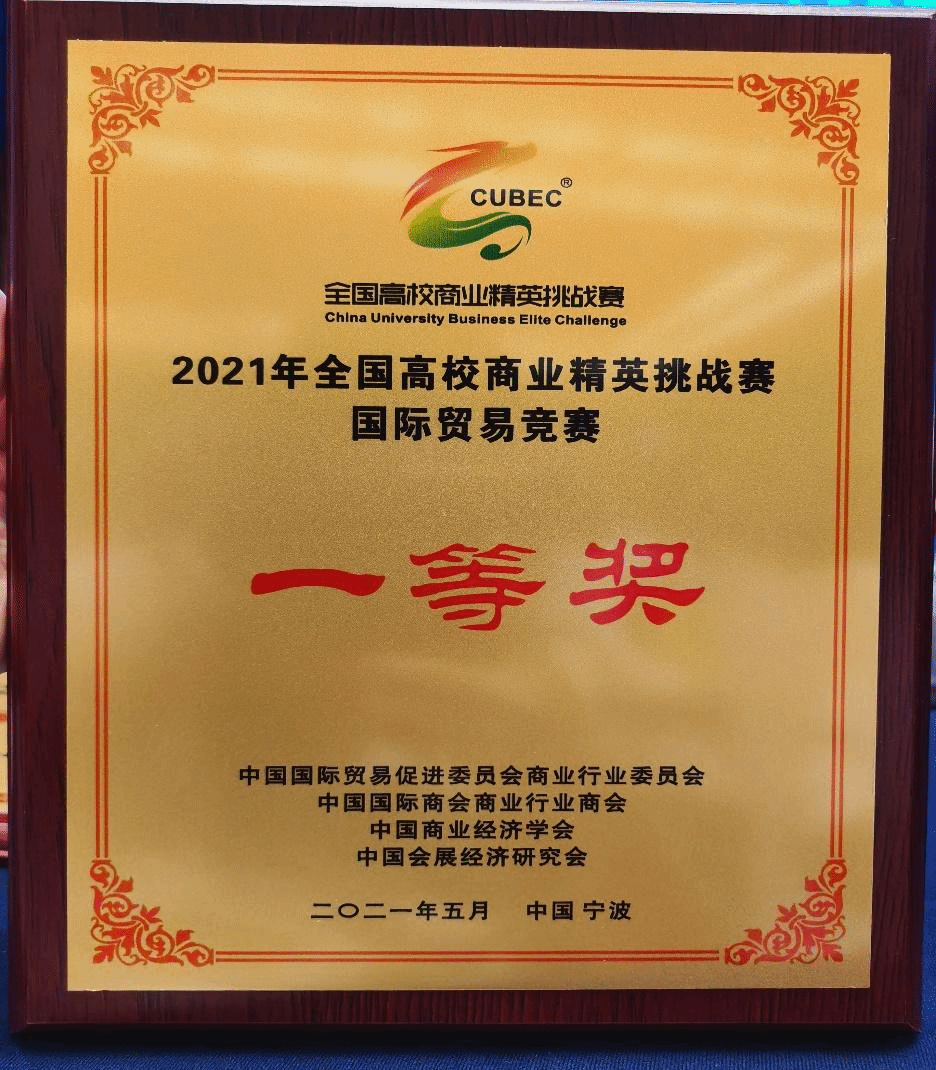 CUBEC®
全国高校商业精英挑战赛
China University Business Elite Challenge
2021年全国高校商业精英挑战赛
国际贸易竞赛
一等奖
中国国际贸易促进委员会商业行业委员会
中国国际商会商业行业商会
中国商业经济学会
中国会展经济研究会
二〇二一年五月 中国 宁波